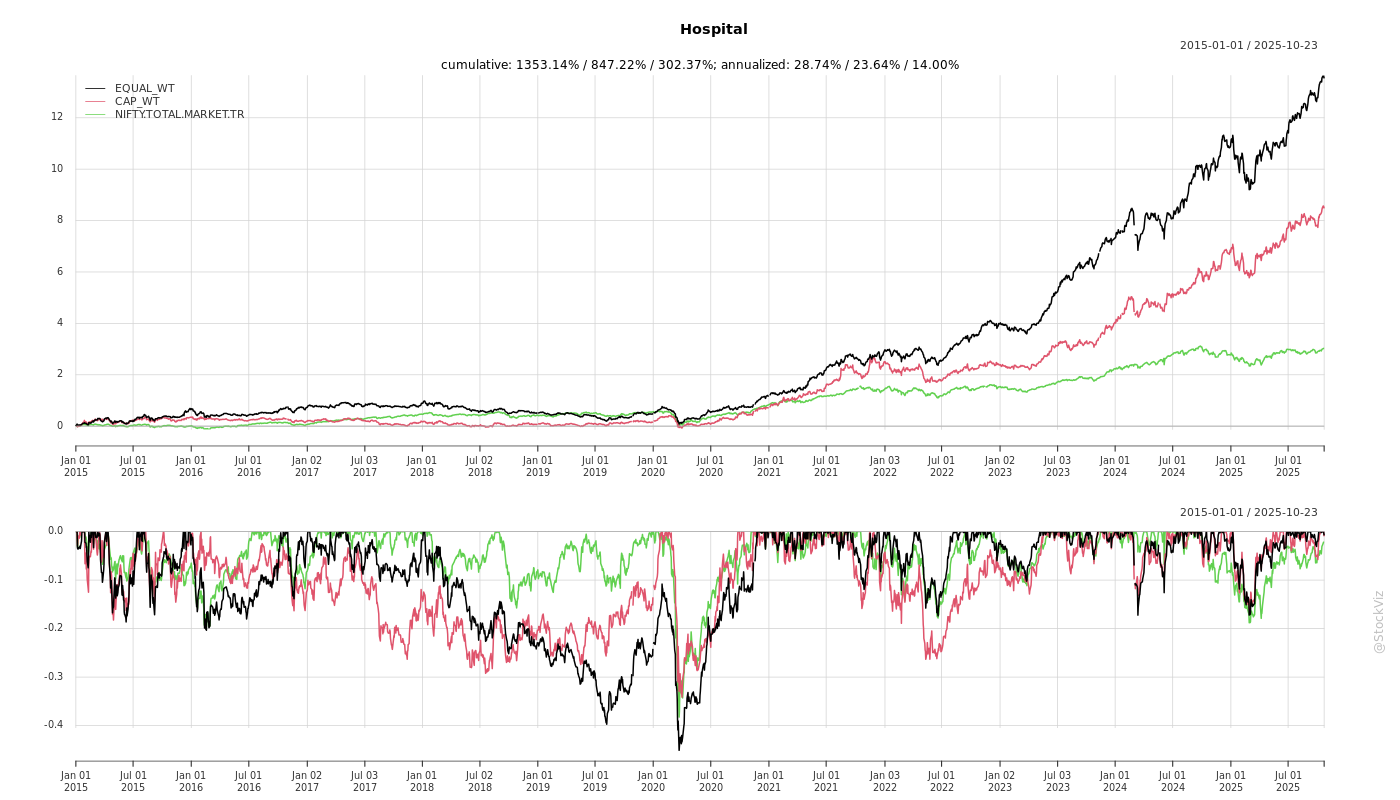 Hospital
2015-01-01 / 2025-10-23
cumulative: 1353.14% / 847.22% / 302.37%; annualized: 28.74% / 23.64% / 14.00%
EQUAL_WT
CAP_WT
NIFTY.TOTAL.MARKET.TR
12
10
8
6
4
2
0
Jan 01 Jul 01 Jan 01 Jul 01 Jan 02 Jul 03 Jan 01 Jul 02 Jan 01 Jul 01 Jan 01 Jul 01 Jan 01 Jul 01 Jan 03 Jul 01 Jan 02 Jul 03 Jan 01 Jul 01 Jan 01 Jul 01
2015 2015 2016 2016 2017 2017 2018 2018 2019 2019 2020 2020 2021 2021 2022 2022 2023 2023 2024 2024 2025 2025
2015-01-01 / 2025-10-23
0.0
-0.1
-0.2
-0.3
-0.4
Jan 01 Jul 01 Jan 01 Jul 01 Jan 02 Jul 03 Jan 01 Jul 02 Jan 01 Jul 01 Jan 01 Jul 01 Jan 01 Jul 01 Jan 03 Jul 01 Jan 02 Jul 03 Jan 01 Jul 01 Jan 01 Jul 01
2015 2015 2016 2016 2017 2017 2018 2018 2019 2019 2020 2020 2021 2021 2022 2022 2023 2023 2024 2024 2025 2025
@StockViz